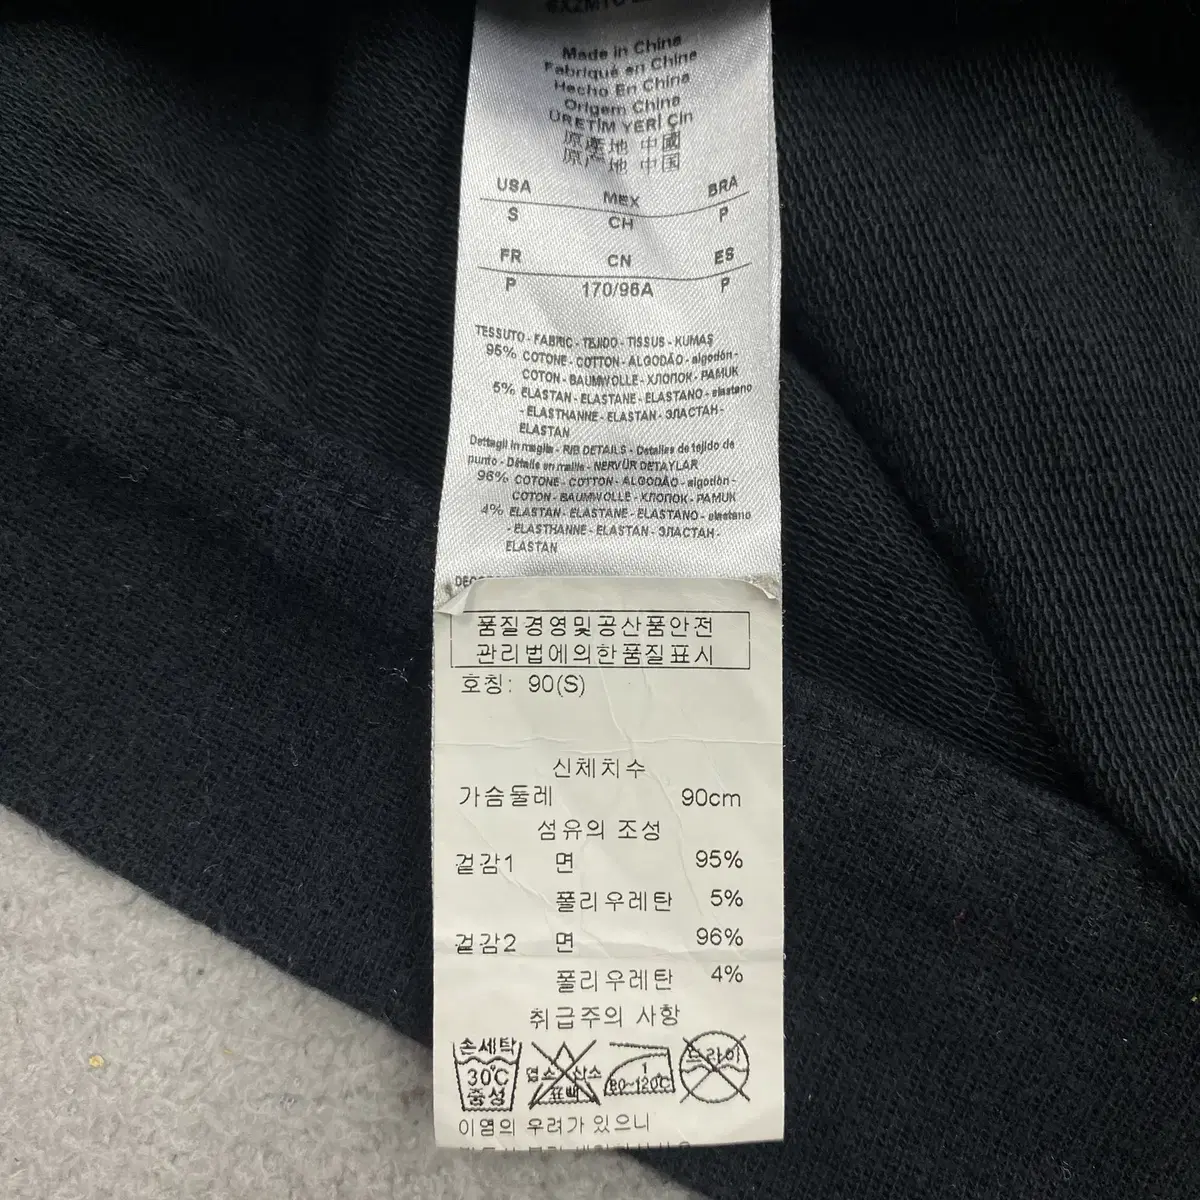 Made in China
Fabriqué en China
Hecho En China
Origem China
ÜRETİM YERİ Çin
原產地 中國
原产地 中国
USA MEX BRA
S CH P
FR CN ES
P 170/96A P
TESSUTO - FABRIC - TEJIDO - TISSUS - KUMAŞ
95% COTONE - COTTON - ALGODÃO - algodón -
COTON - BAUMWOLLE - ХЛОПОК - PAMUK
5% ELASTAN - ELASTANE - ELASTANO - elastano
- ELASTHANNE - ELASTAN - ЭЛАСТАН -
ELASTAN
Dettagli in maglia - RIB DETAILS - Detalles de tejido de
punto - Détails en maille - NERVÜR DETAYLAR
96% COTONE - COTTON - ALGODÃO - algodón -
COTON - BAUMWOLLE - ХЛОПОК - PAMUK
4% ELASTAN - ELASTANE - ELASTANO - elastano
- ELASTHANNE - ELASTAN - ЭЛАСТАН -
ELASTAN
품질경영및공산품안전
관리법에의한품질표시
호칭: 90(S)
신체치수
가슴둘레 90cm
섬유의 조성
겉감1 면 95%
폴리우레탄 5%
겉감2 면 96%
폴리우레탄 4%
취급주의 사항
손세탁 30℃ 중성
염소 산소 표백
1 80~120℃
드라이
이염의 우려가 있으니